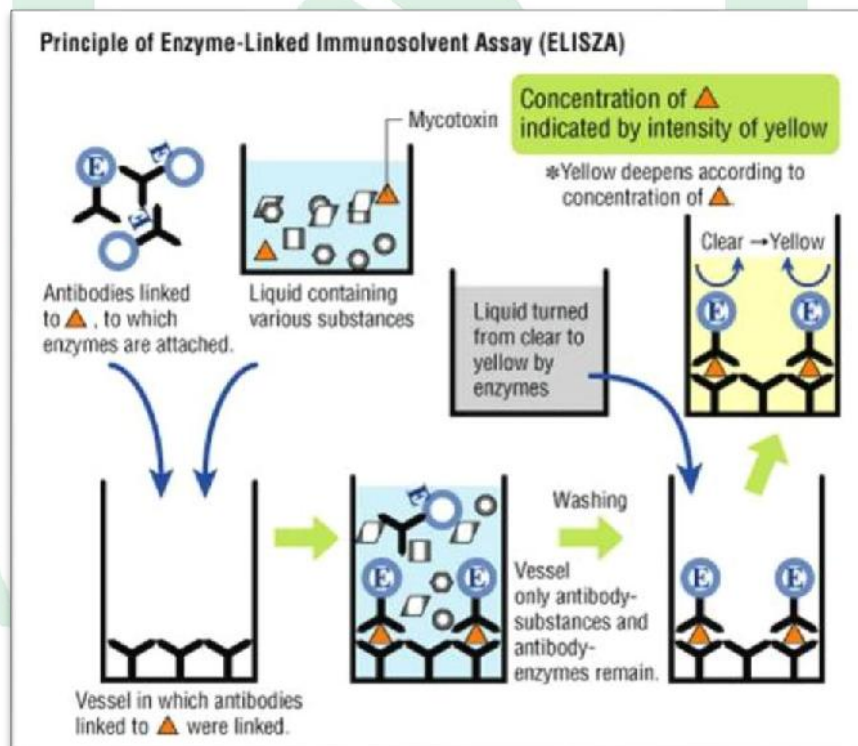 Principle of Enzyme-Linked Immunosolvent Assay (ELISZA)
Mycotoxin
Concentration of
indicated by intensity of yellow
*Yellow deepens according to
concentration of .
Clear → Yellow
E
E
E
Antibodies linked
to , to which
enzymes are attached.
Liquid containing
various substances
Liquid turned
from clear to
yellow by
enzymes
E
E
Vessel in which antibodies
linked to were linked.
E
E
E
Washing
Vessel
only antibody-
substances and
antibody-
enzymes remain.
E
E